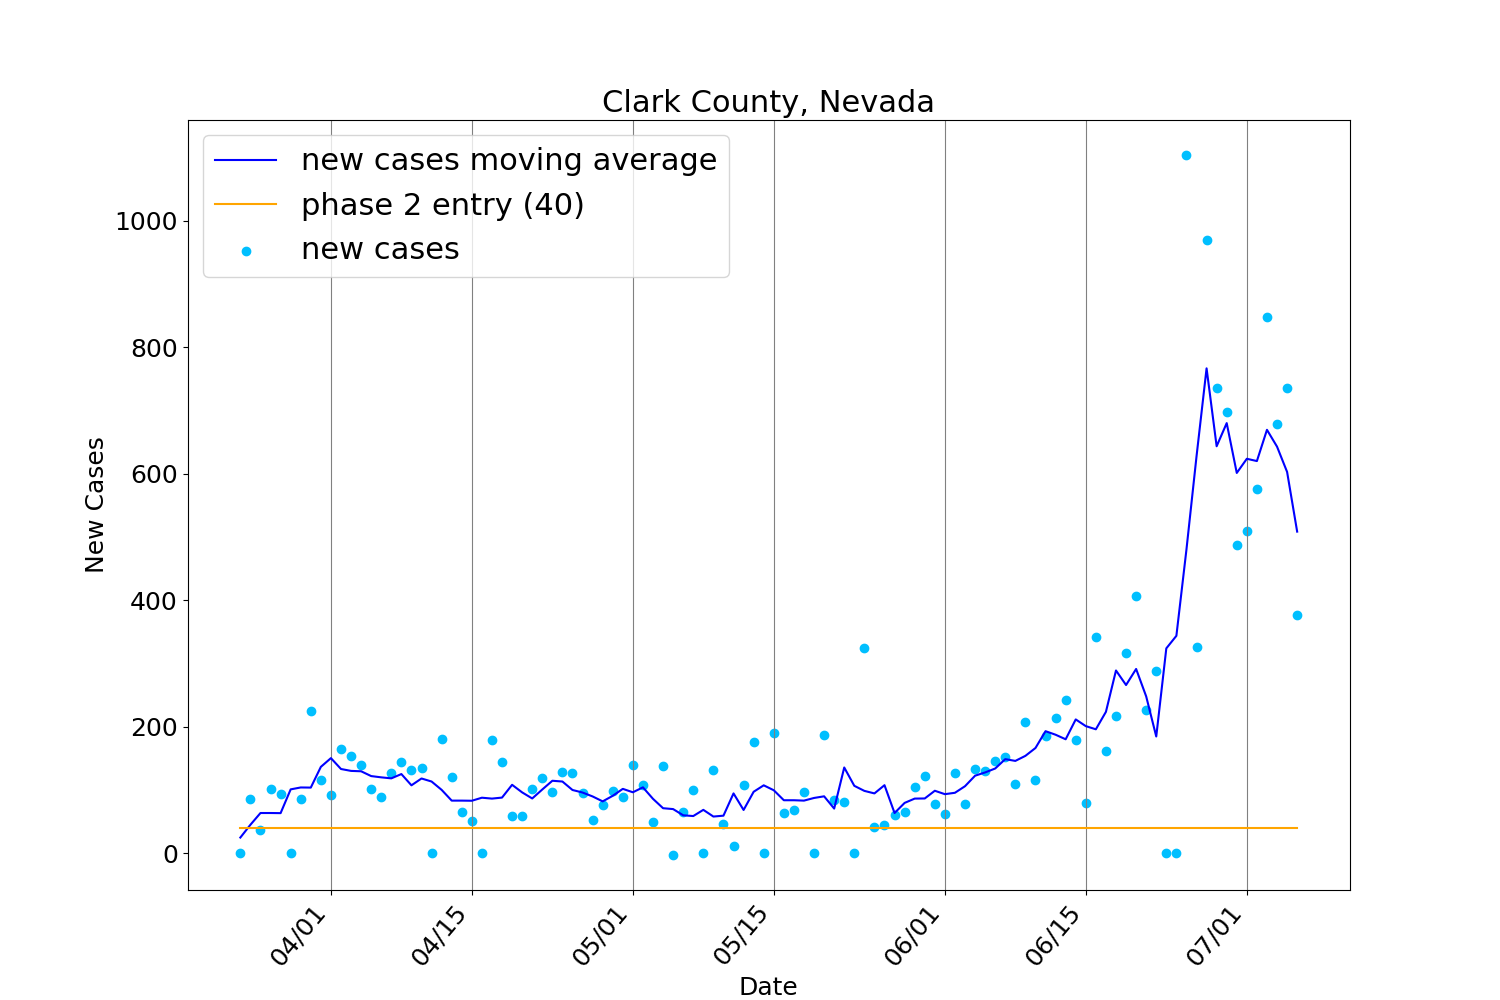 Clark County, Nevada
new cases moving average
phase 2 entry (40)
new cases
1000
800
600
400
200
0
New Cases
04/01
04/15
05/01
05/15
06/01
06/15
07/01
Date